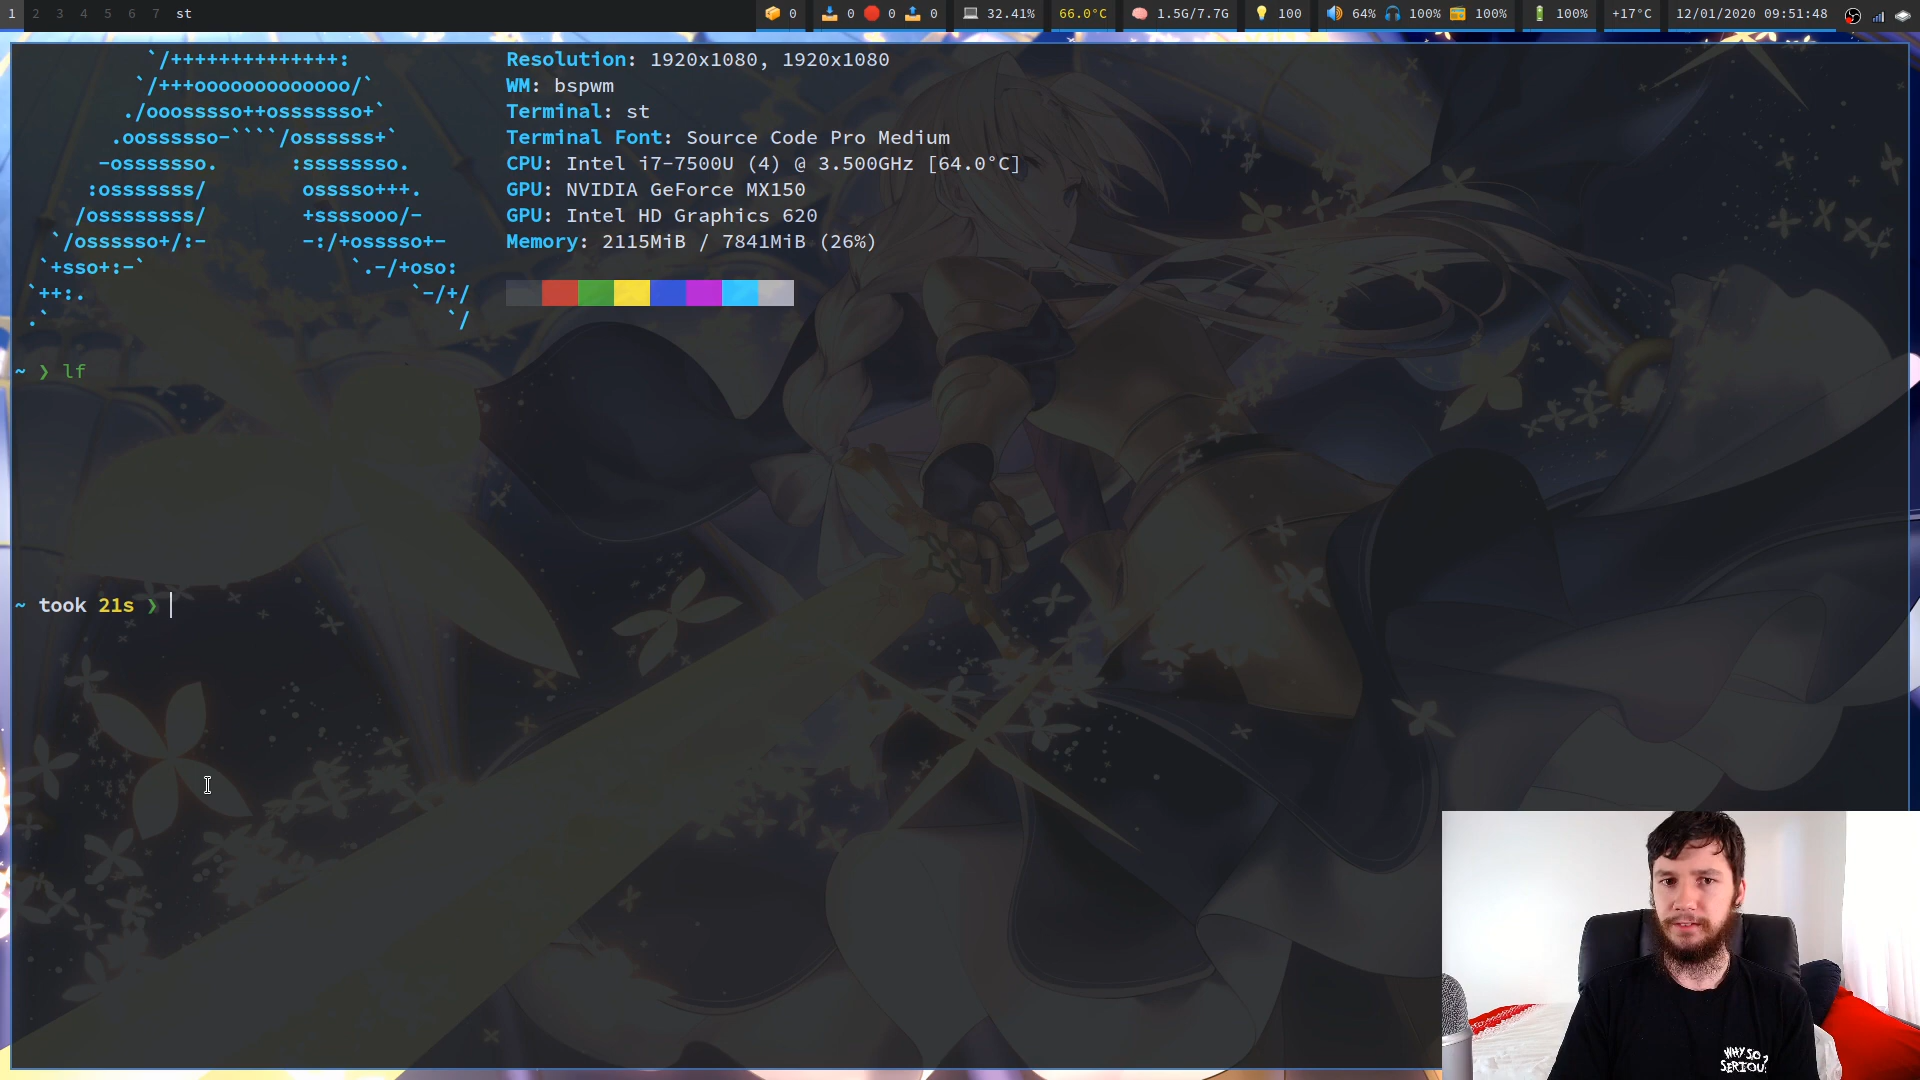 1 2 3 4 5 6 7 st 0 0 0 0 32.41% 66.0°C 1.5G/7.7G 100 64% 100% 100% 100% +17°C 12/01/2020 09:51:48
`/++++++++++++++:
`/+++ooooooooooooo/`
./ooosssso++osssssso+`
.oossssso-````/ossssss+`
-osssssso. :ssssssso.
:osssssss/ osssso+++.
/ossssssss/ +ssssooo/-
`/ossssso+/:- -:/+osssso+-
`+sso+:-` `.-/+oso:
`++:. `-/+/
.` `/
Resolution: 1920x1080, 1920x1080
WM: bspwm
Terminal: st
Terminal Font: Source Code Pro Medium
CPU: Intel i7-7500U (4) @ 3.500GHz [64.0°C]
GPU: NVIDIA GeForce MX150
GPU: Intel HD Graphics 620
Memory: 2115MiB / 7841MiB (26%)
~ ❯ lf
~ took 21s ❯
WHY SO
SERIOUS?